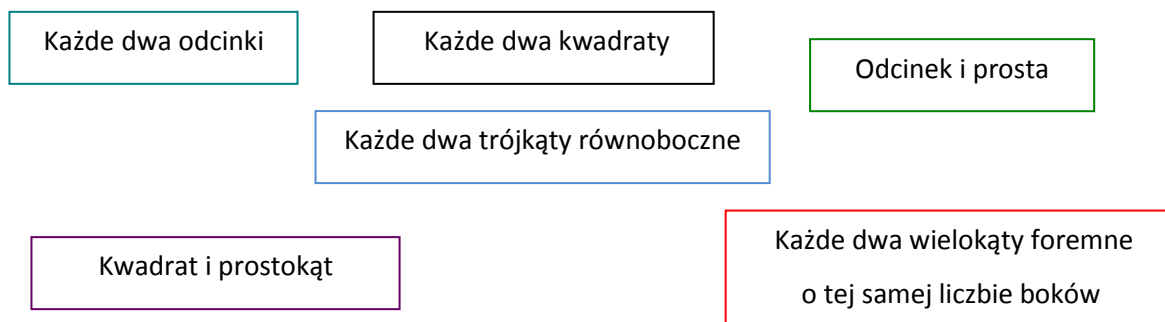 Każde dwa odcinki
Każde dwa kwadraty
Odcinek i prosta
Każde dwa trójkąty równoboczne
Kwadrat i prostokąt
Każde dwa wielokąty foremne
o tej samej liczbie boków